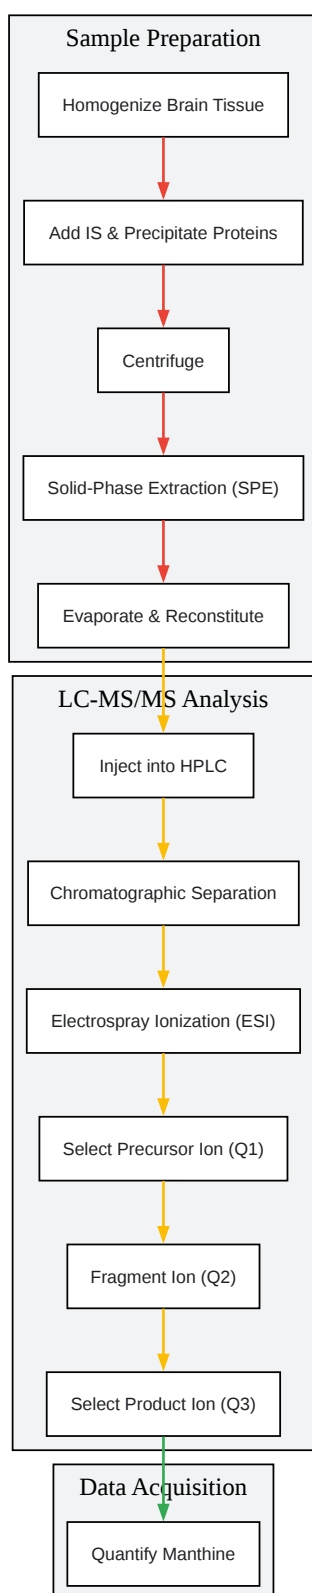 Sample Preparation
Homogenize Brain Tissue
Add IS & Precipitate Proteins
Centrifuge
Solid-Phase Extraction (SPE)
Evaporate & Reconstitute
LC-MS/MS Analysis
Inject into HPLC
Chromatographic Separation
Electrospray Ionization (ESI)
Select Precursor Ion (Q1)
Fragment Ion (Q2)
Select Product Ion (Q3)
Data Acquisition
Quantify Manthine